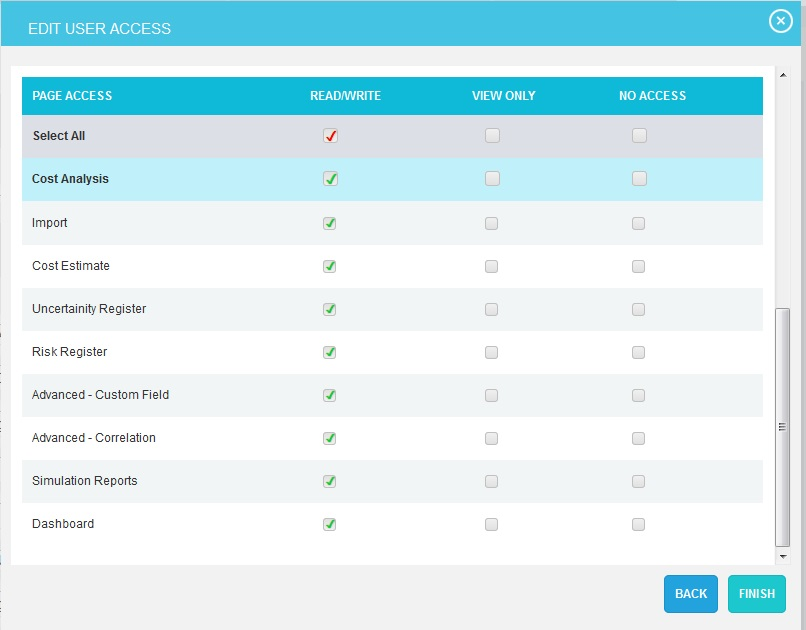 EDIT USER ACCESS
PAGE ACCESS READ/WRITE VIEW ONLY NO ACCESS
Select All
Cost Analysis
Import
Cost Estimate
Uncertainity Register
Risk Register
Advanced - Custom Field
Advanced - Correlation
Simulation Reports
Dashboard
BACK FINISH